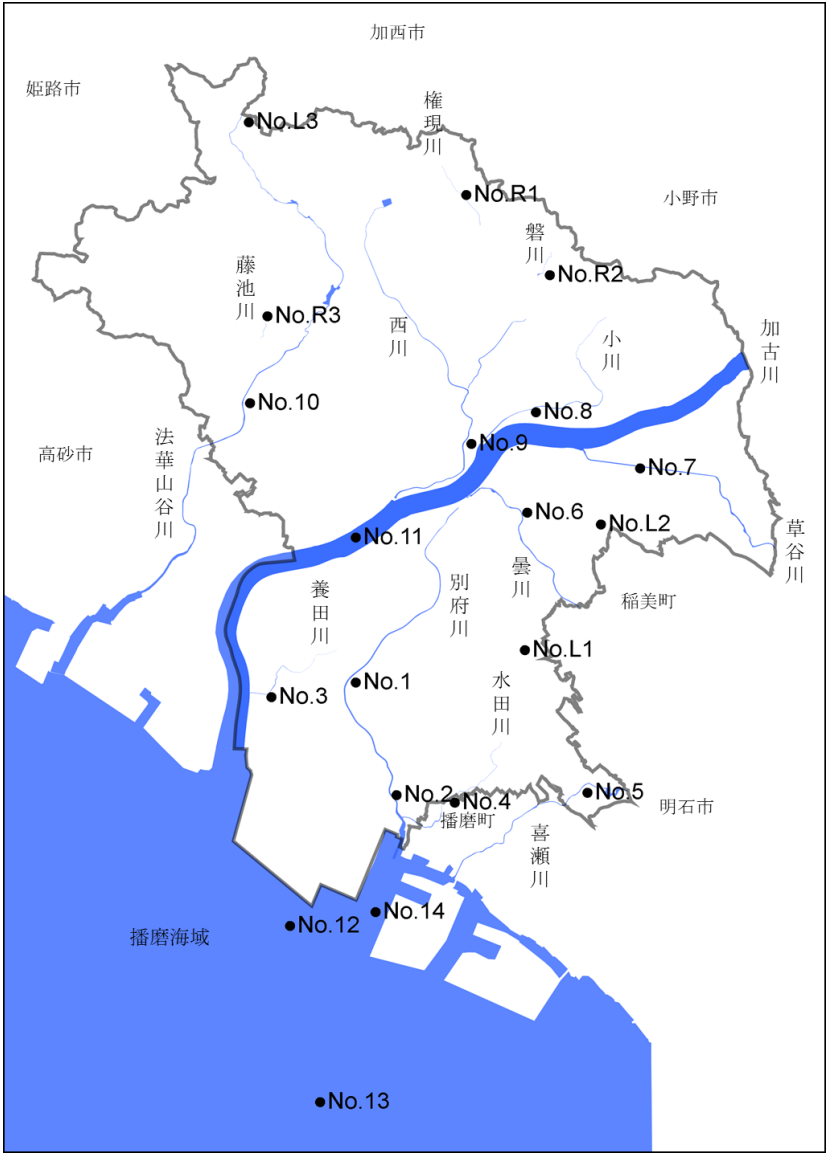 加西市
姫路市
権現川
No.L3
No.R1
小野市
磐川
藤池川
No.R2
No.R3
西川
小川
加古川
No.10
No.8
法華山谷川
No.9
高砂市
No.7
No.6
No.L2
草谷川
No.11
曇川
別府川
養田川
稲美町
No.L1
水田川
No.1
No.3
No.2
No.4
No.5
明石市
播磨町
喜瀬川
No.14
No.12
播磨海域
No.13